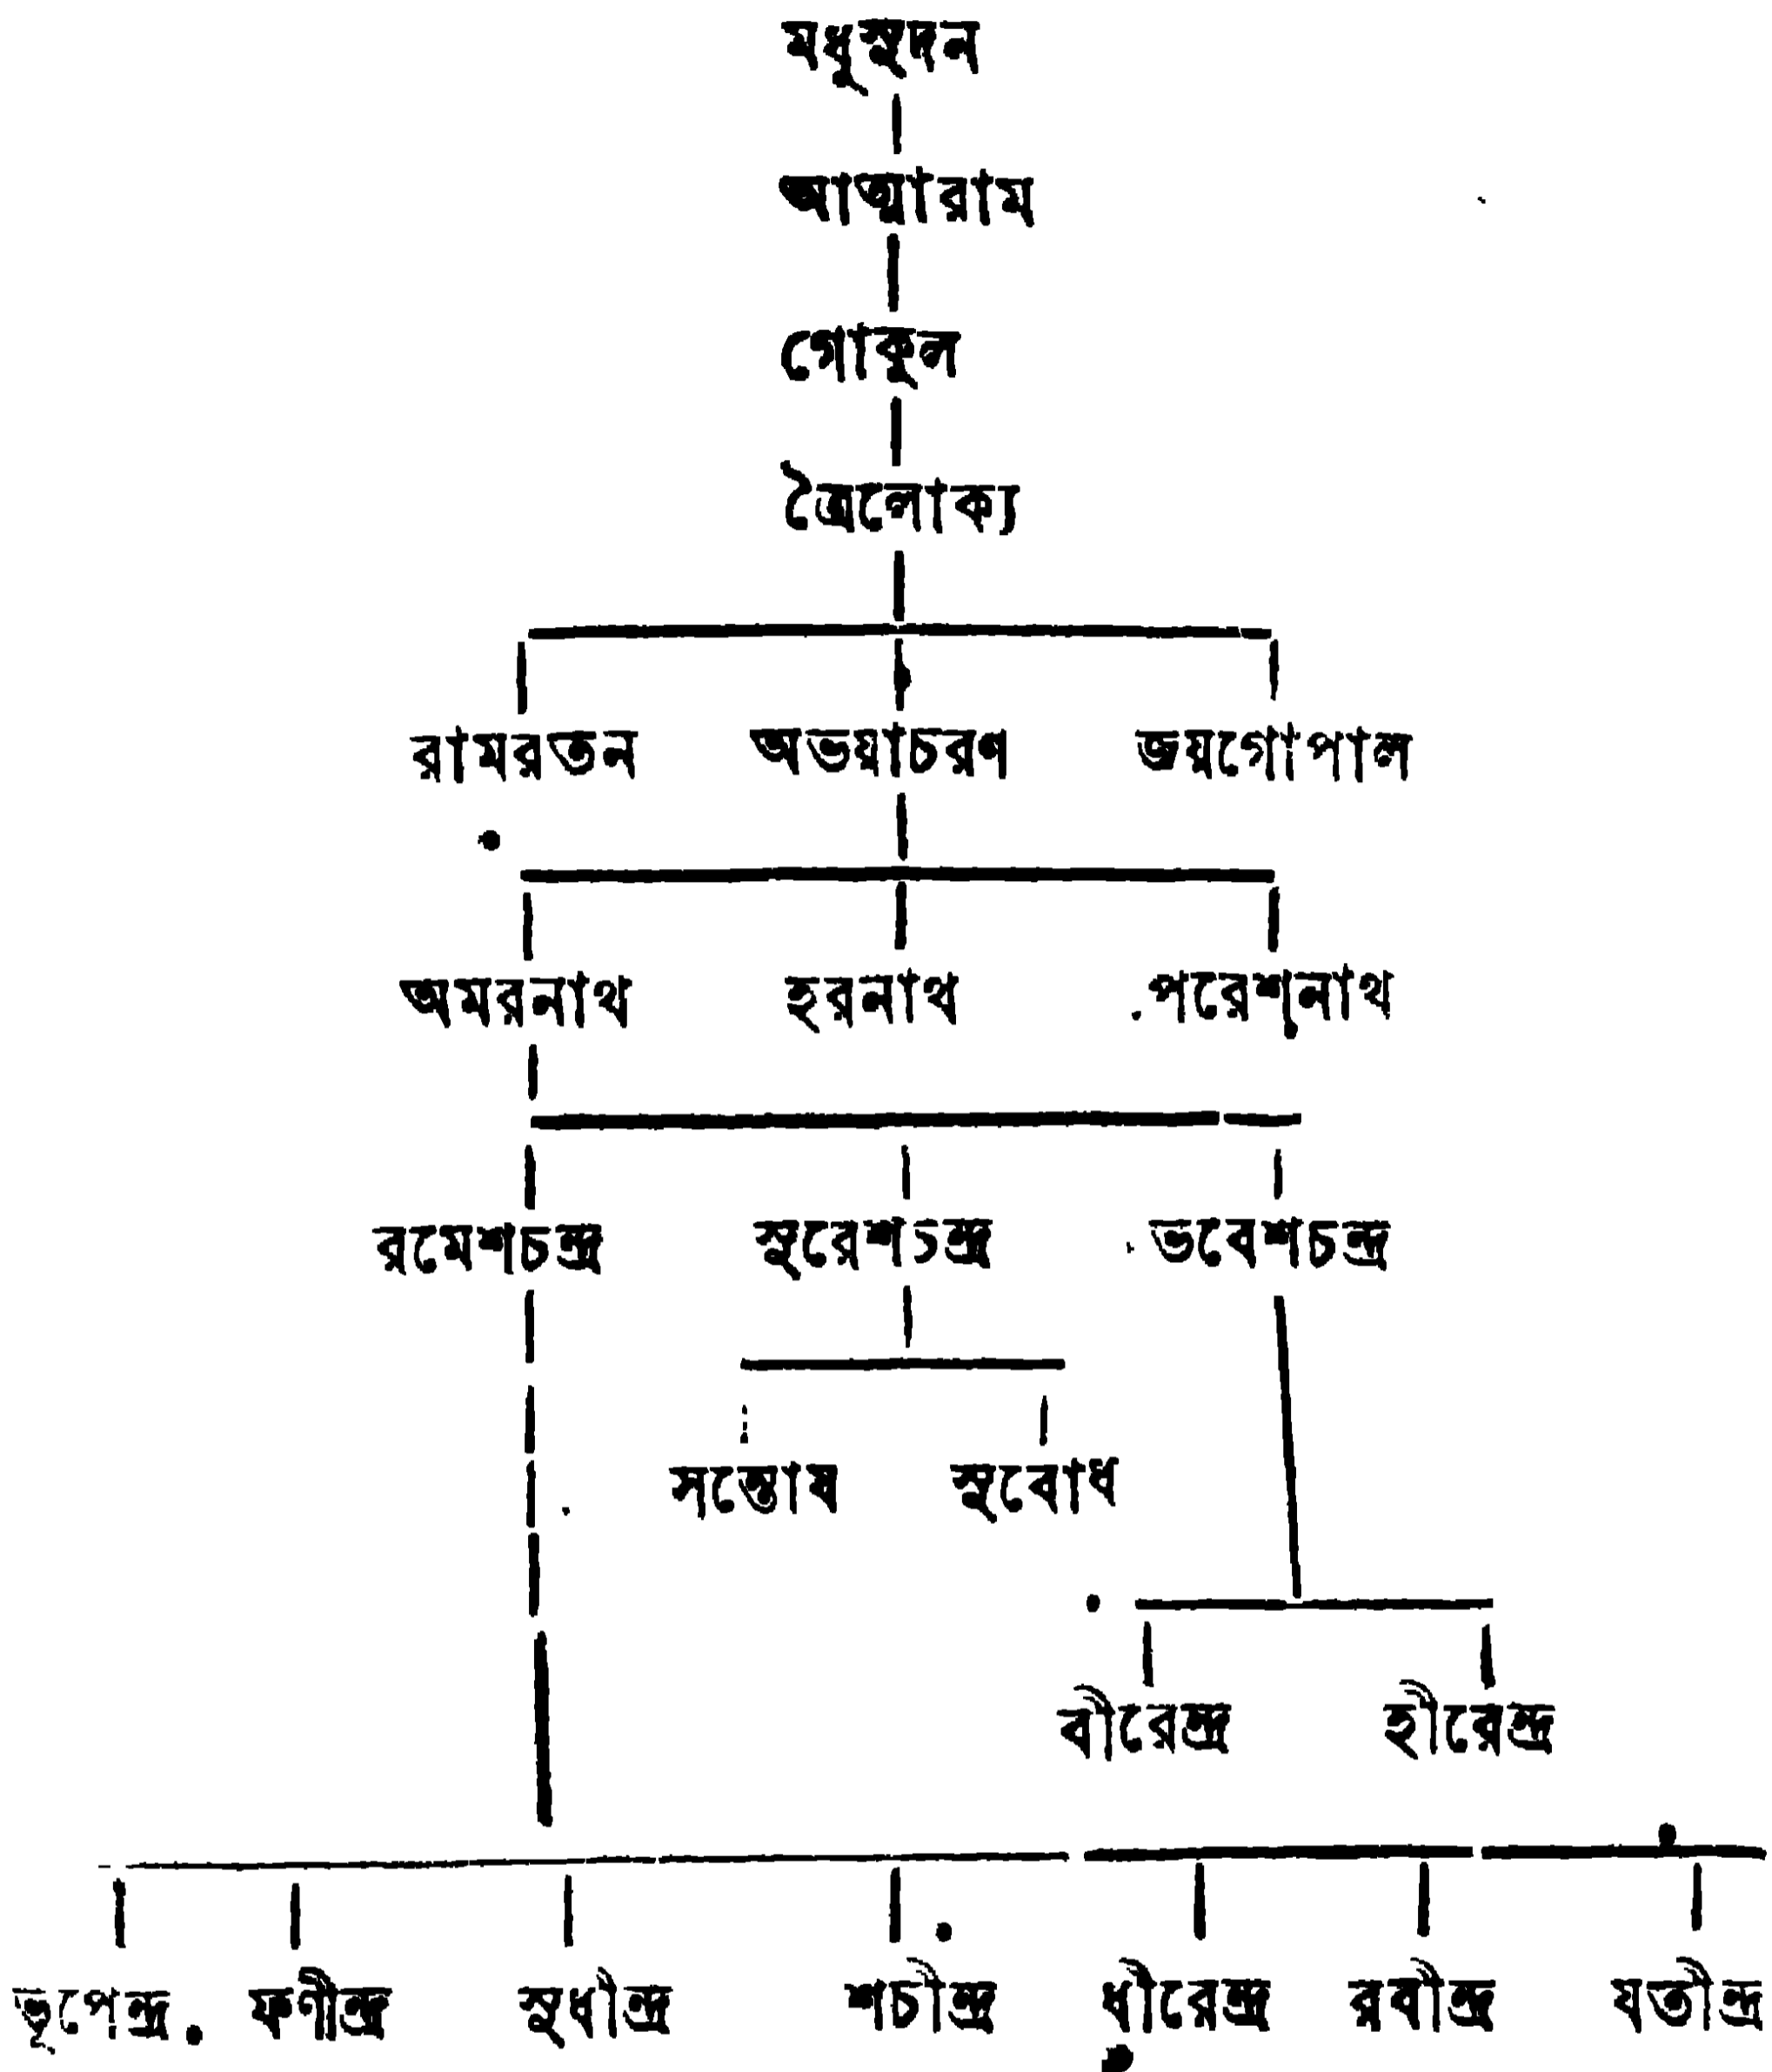 মধুসুদন
আত্মারাম
গোকুল
ত্রৈলোক্য
রামরতন অভয়াচরণ জয়গোপাল
অমরনাথ হরনাথ পরেশনাথ
রমেশচন্দ্র সুরেশচন্দ্র ভবেশচন্দ্র
সন্তোষ সুবোধ
বীরেন্দ্র হীরেন্দ্র
ভূপেন্দ্র ফণীন্দ্র সুধীন্দ্র শচীন্দ্র ধীরেন্দ্র রবীন্দ্র যতীন্দ্র